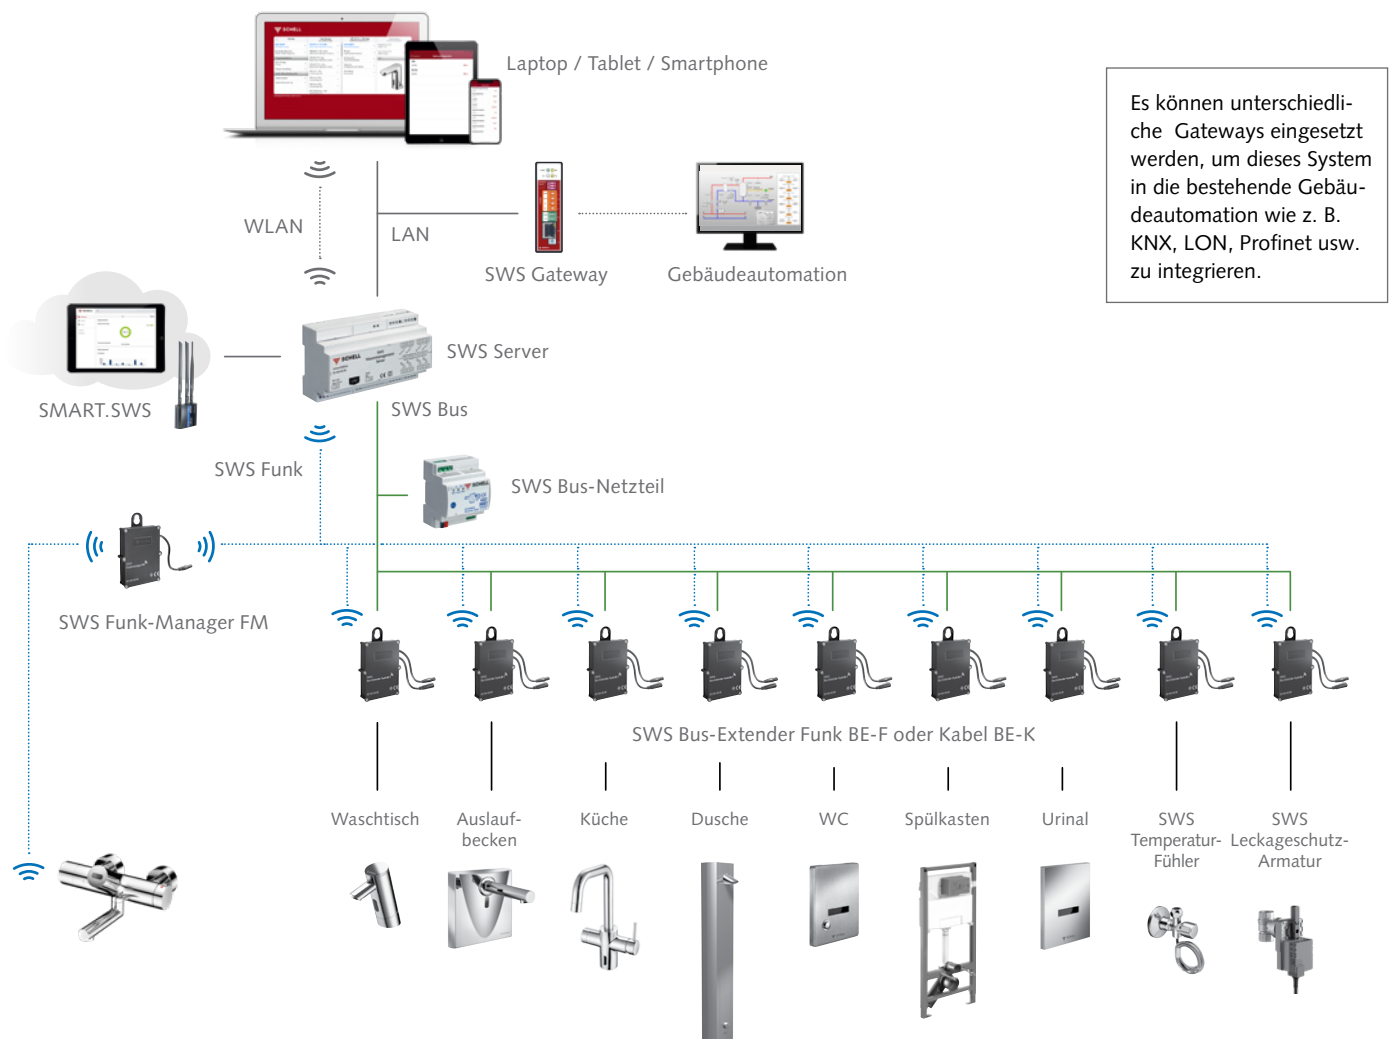 SCHELL
Laptop / Tablet / Smartphone
Es können unterschiedli-
che Gateways eingesetzt
werden, um dieses System
in die bestehende Gebäu-
deautomation wie z. B.
KNX, LON, Profinet usw.
zu integrieren.
WLAN
LAN
SWS Gateway
Gebäudeautomation
SCHELL
SWS Server
SMART.SWS
SWS Bus
SWS Funk
SCHELL
SWS Bus-Netzteil
SWS Funk-Manager FM
SWS Bus-Extender Funk BE-F oder Kabel BE-K
Waschtisch
Auslauf-
becken
Küche
Dusche
WC
Spülkasten
Urinal
SWS
Temperatur-
Fühler
SWS
Leckageschutz-
Armatur